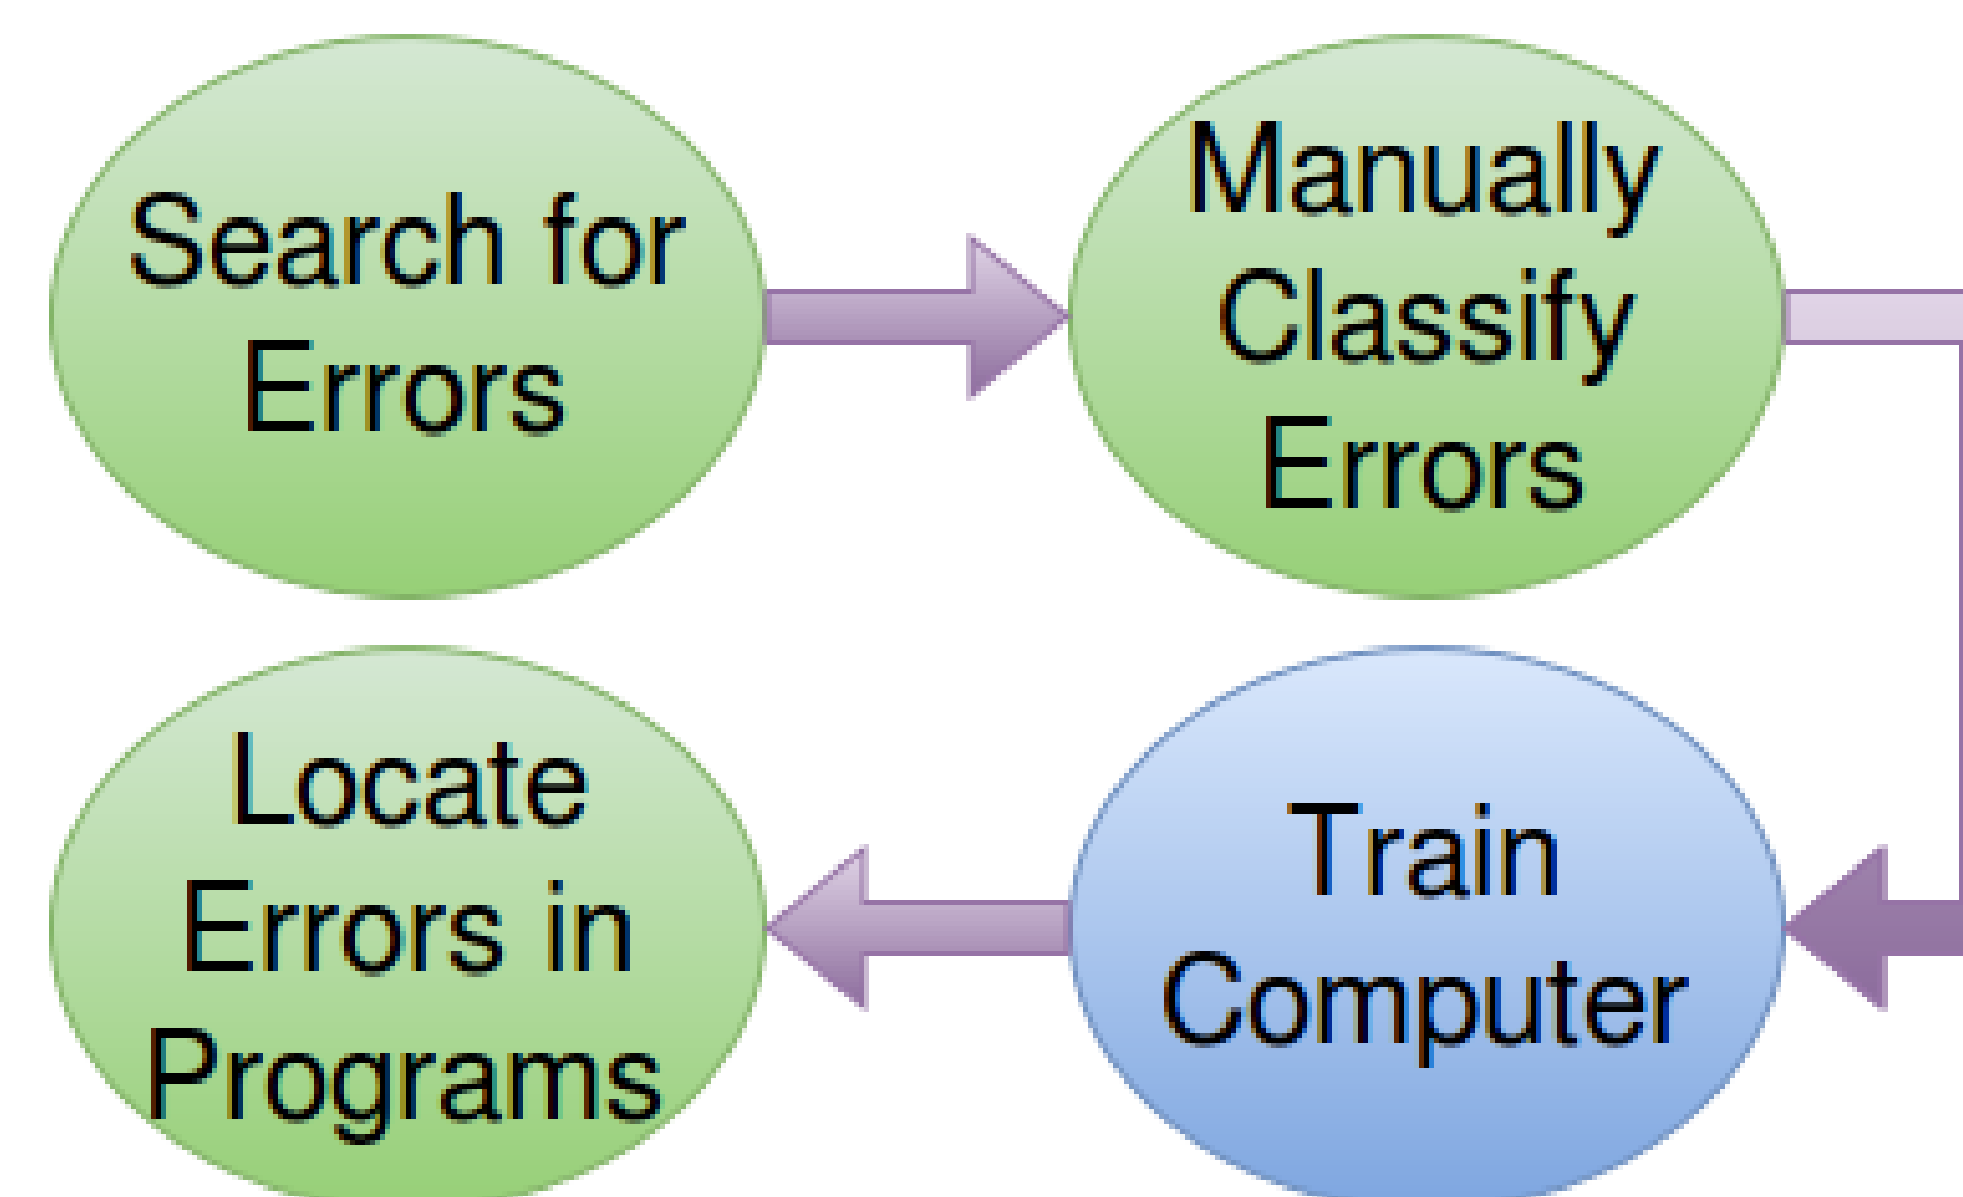 Search for
Errors
Manually
Classify
Errors
Train
Computer
Locate
Errors in
Programs